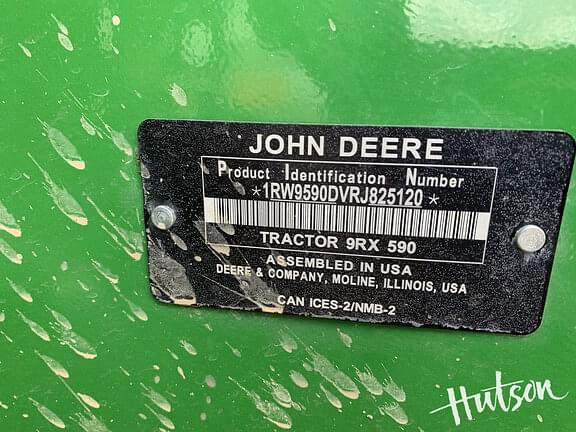 JOHN DEERE
Product Identification Number
*1RW9590DVRJ825120*
TRACTOR 9RX 590
ASSEMBLED IN USA
DEERE & COMPANY, MOLINE, ILLINOIS, USA
CAN ICES-2/NMB-2
Hutson